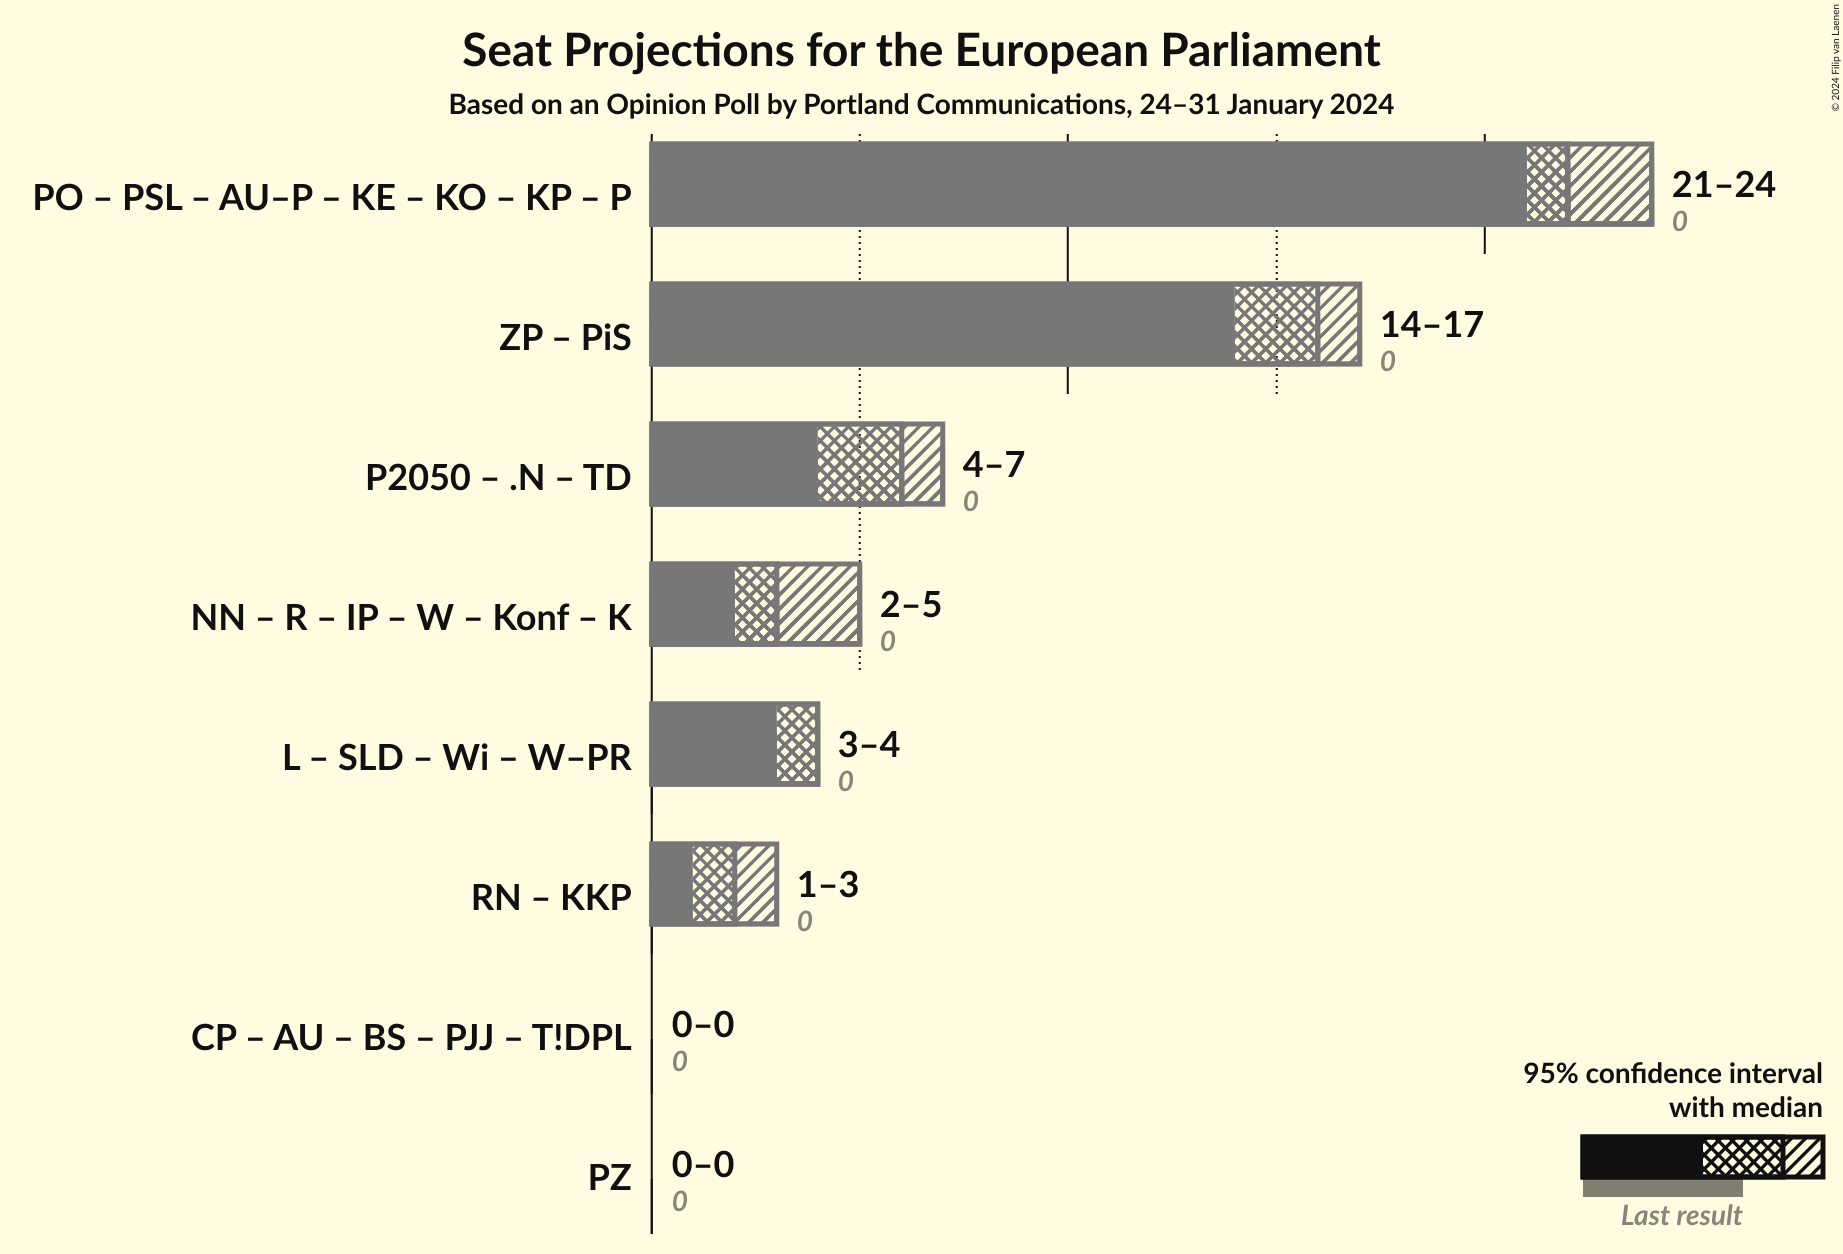 Seat Projections for the European Parliament
Based on an Opinion Poll by Portland Communications, 24–31 January 2024
© 2024 Filip van Laenen
PO – PSL – AU–P – KE – KO – KP – P
21–24
0
ZP – PiS
14–17
0
P2050 – .N – TD
4–7
0
NN – R – IP – W – Konf – K
2–5
0
L – SLD – Wi – W–PR
3–4
0
RN – KKP
1–3
0
CP – AU – BS – PJJ – T!DPL
0–0
0
PZ
0–0
0
95% confidence interval
with median
Last result